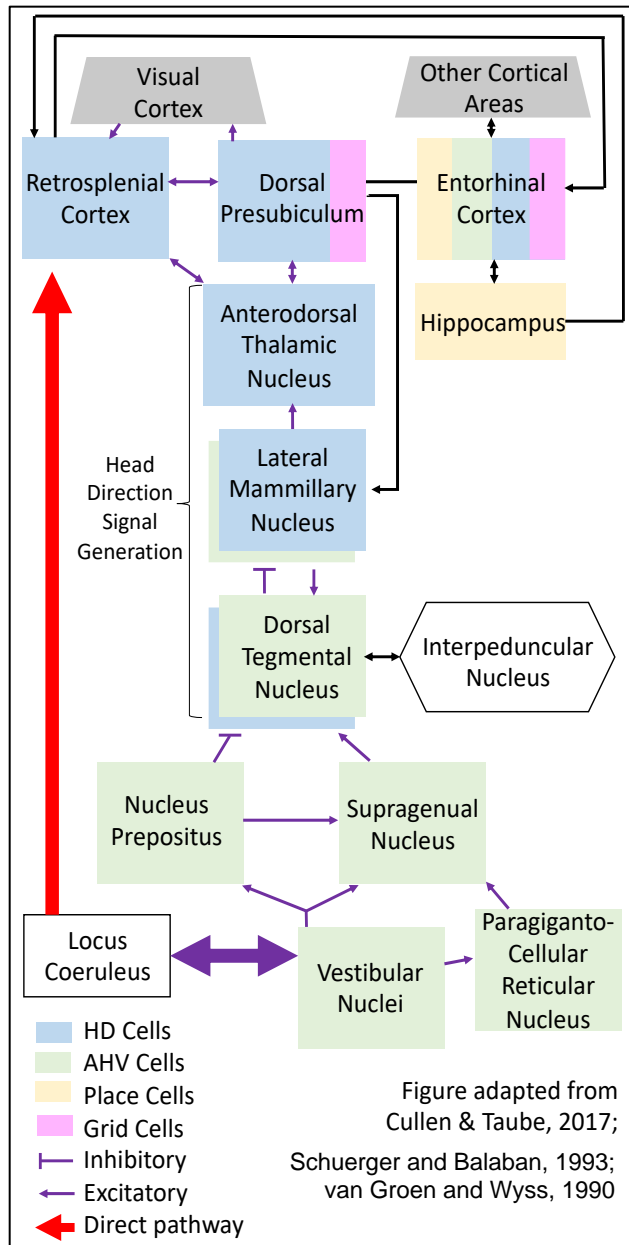 Visual
Cortex
Other Cortical
Areas
Retrosplenial
Cortex
Dorsal
Presubiculum
Entorhinal
Cortex
Anterodorsal
Thalamic
Nucleus
Hippocampus
Head
Direction
Signal
Generation
Lateral
Mammillary
Nucleus
Dorsal
Tegmental
Nucleus
Interpeduncular
Nucleus
Nucleus
Prepositus
Supragenual
Nucleus
Locus
Coeruleus
Vestibular
Nuclei
Paragiganto-
Cellular
Reticular
Nucleus
HD Cells
AHV Cells
Place Cells
Grid Cells
Inhibitory
Excitatory
Direct pathway
Figure adapted from
Cullen & Taube, 2017;
Schuerger and Balaban, 1993;
van Groen and Wyss, 1990